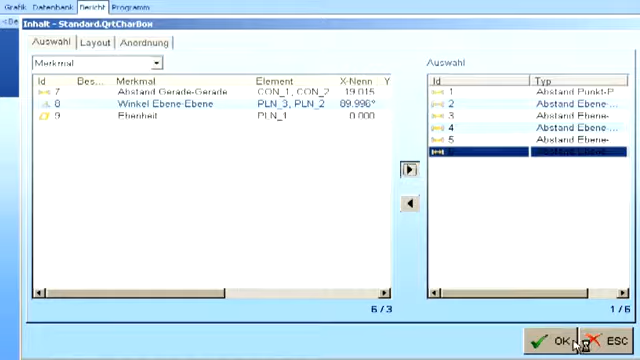 Grafik Datenbank Bericht Programm
Inhalt - Standard.QrtCharBox
Auswahl Layout Anordnung
Merkmal
Auswahl
Id Bes... Merkmal Element X-Nenn Y
7 Abstand Gerade-Gerade CON_1, CON_2 19.015
8 Winkel Ebene-Ebene PLN_3, PLN_2 89.996°
9 Ebenheit PLN_1 0.000
Id Typ
1 Abstand Punkt-P
2 Abstand Ebene-...
3 Abstand Ebene-
4 Abstand Ebene-...
5 Abstand Ebene-
6 Abstand Ebene-
6 / 3
1 / 6
OK ESC